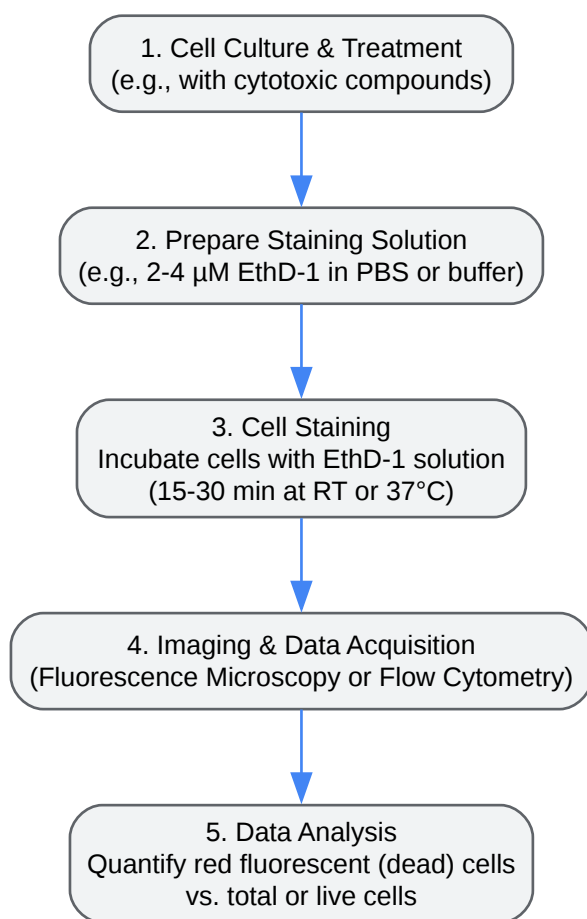 1. Cell Culture & Treatment
(e.g., with cytotoxic compounds)
2. Prepare Staining Solution
(e.g., 2-4 µM EthD-1 in PBS or buffer)
3. Cell Staining
Incubate cells with EthD-1 solution
(15-30 min at RT or 37°C)
4. Imaging & Data Acquisition
(Fluorescence Microscopy or Flow Cytometry)
5. Data Analysis
Quantify red fluorescent (dead) cells
vs. total or live cells